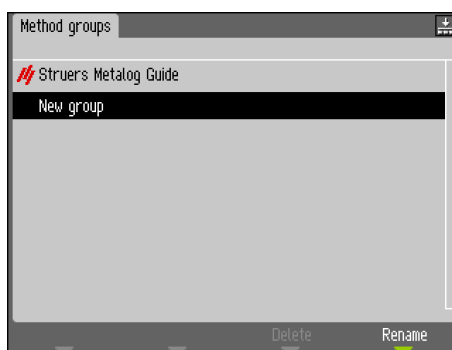 Method groups
Struers Metalog Guide
New group
Delete Rename